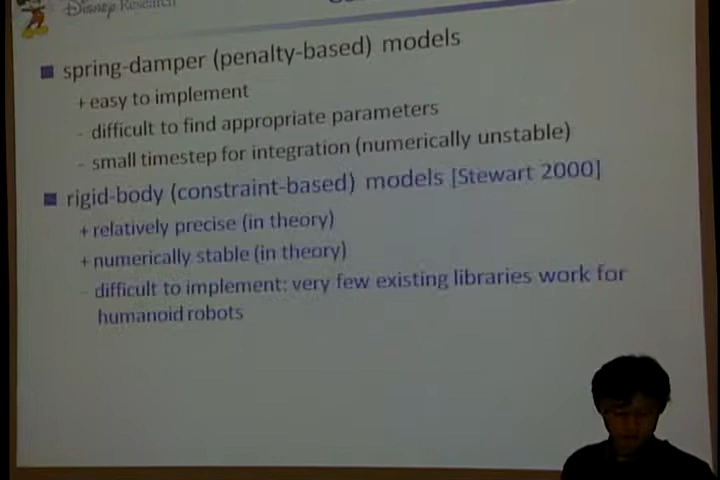 Disney Research
spring-damper (penalty-based) models
+ easy to implement
- difficult to find appropriate parameters
- small timestep for integration (numerically unstable)
rigid-body (constraint-based) models [Stewart 2000]
+ relatively precise (in theory)
+ numerically stable (in theory)
- difficult to implement: very few existing libraries work for
humanoid robots